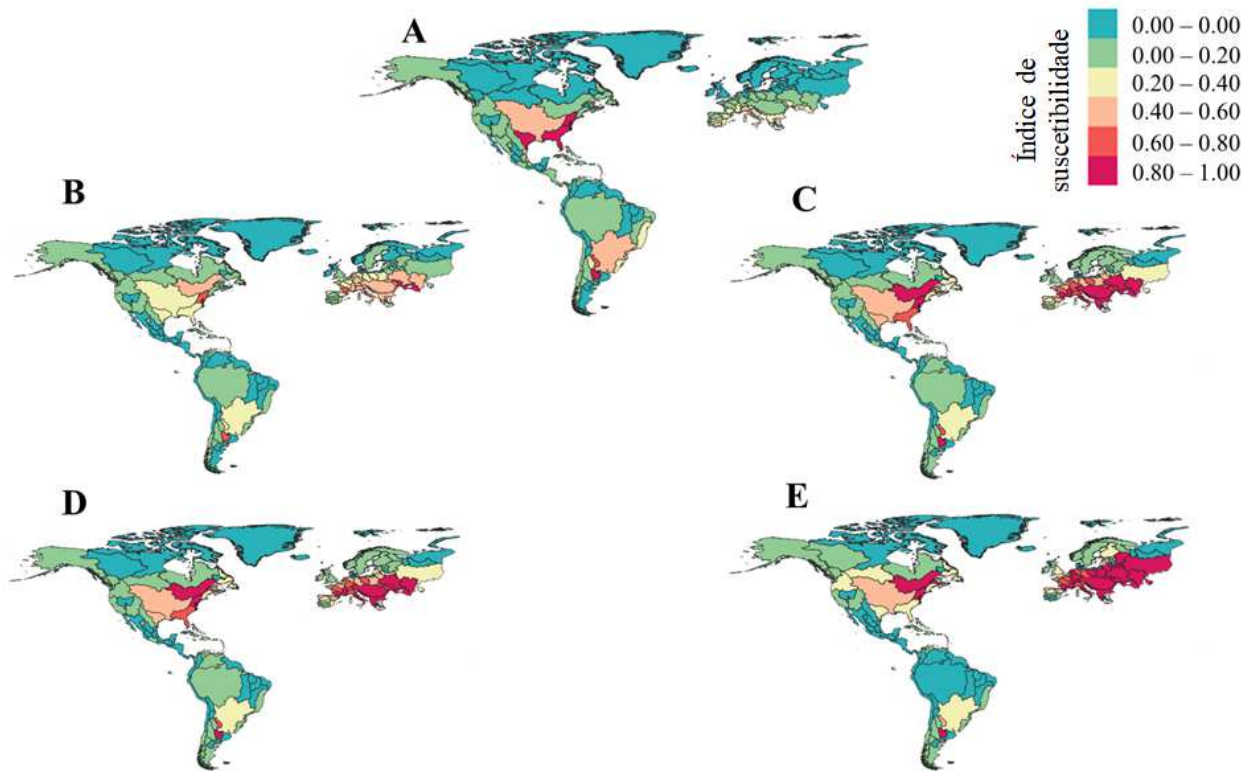 A
B
C
D
E
Índice de
suscetibilidade
0.00 – 0.00
0.00 – 0.20
0.20 – 0.40
0.40 – 0.60
0.60 – 0.80
0.80 – 1.00